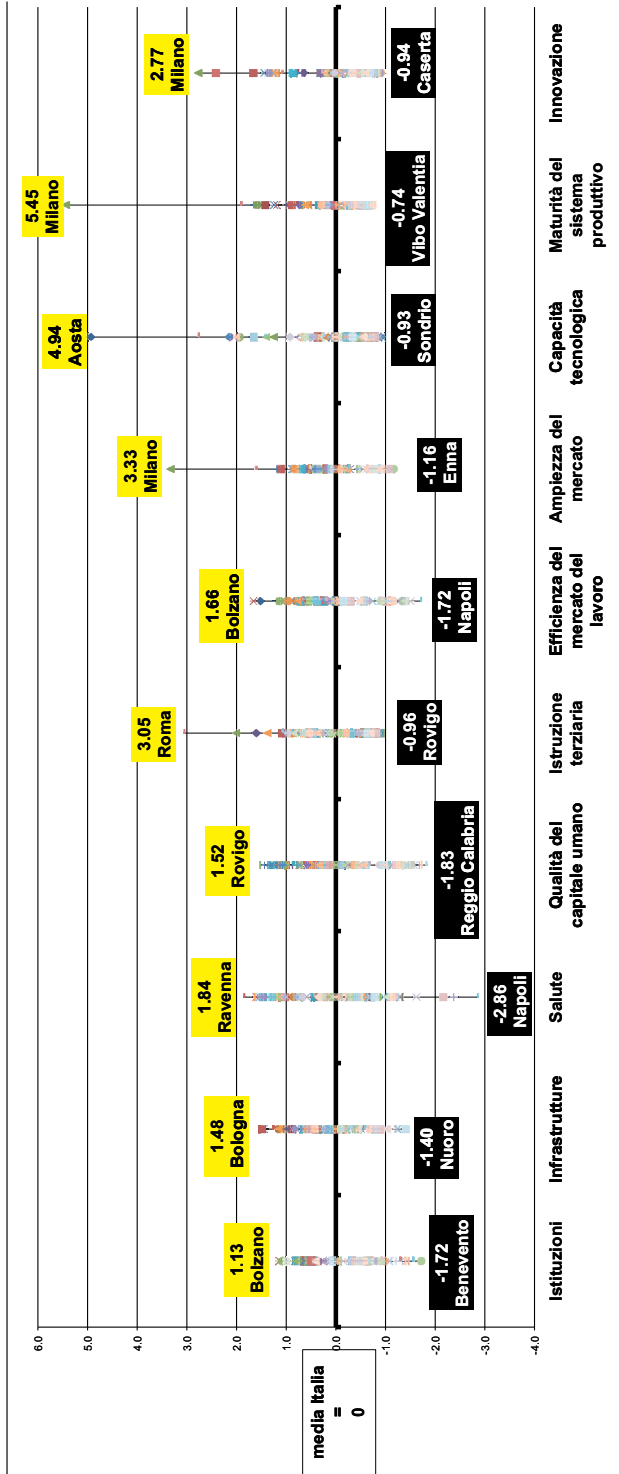 6.0
5.0
4.0
3.0
2.0
1.0
0.0
-1.0
-2.0
-3.0
-4.0
media Italia
=
0
1.13
Bolzano
-1.72
Benevento
Istituzioni
1.48
Bologna
-1.40
Nuoro
Infrastrutture
1.84
Ravenna
-2.86
Napoli
Salute
1.52
Rovigo
-1.83
Reggio Calabria
Qualità del
capitale umano
3.05
Roma
-0.96
Rovigo
Istruzione
terziaria
1.66
Bolzano
-1.72
Napoli
Efficienza del
mercato del
lavoro
3.33
Milano
-1.16
Enna
Ampiezza del
mercato
4.94
Aosta
-0.93
Sondrio
Capacità
tecnologica
5.45
Milano
-0.74
Vibo Valentia
Maturità del
sistema
produttivo
2.77
Milano
-0.94
Caserta
Innovazione